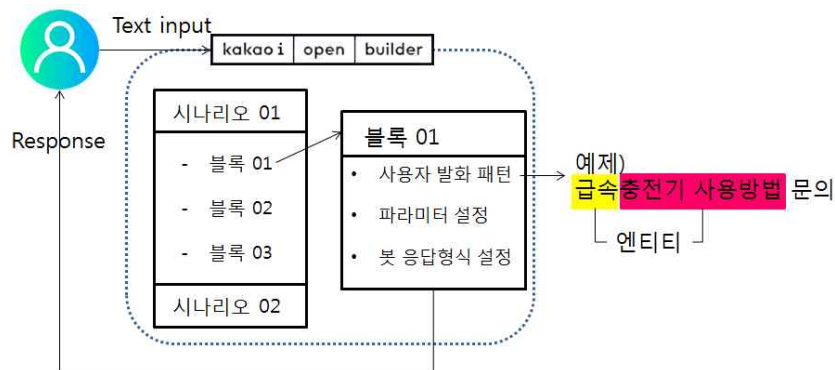 Text input
kakao i open builder
Response
시나리오 01
- 블록 01
- 블록 02
- 블록 03
시나리오 02
블록 01
• 사용자 발화 패턴
• 파라미터 설정
• 봇 응답형식 설정
예제)
급속충전기 사용방법 문의
엔티티